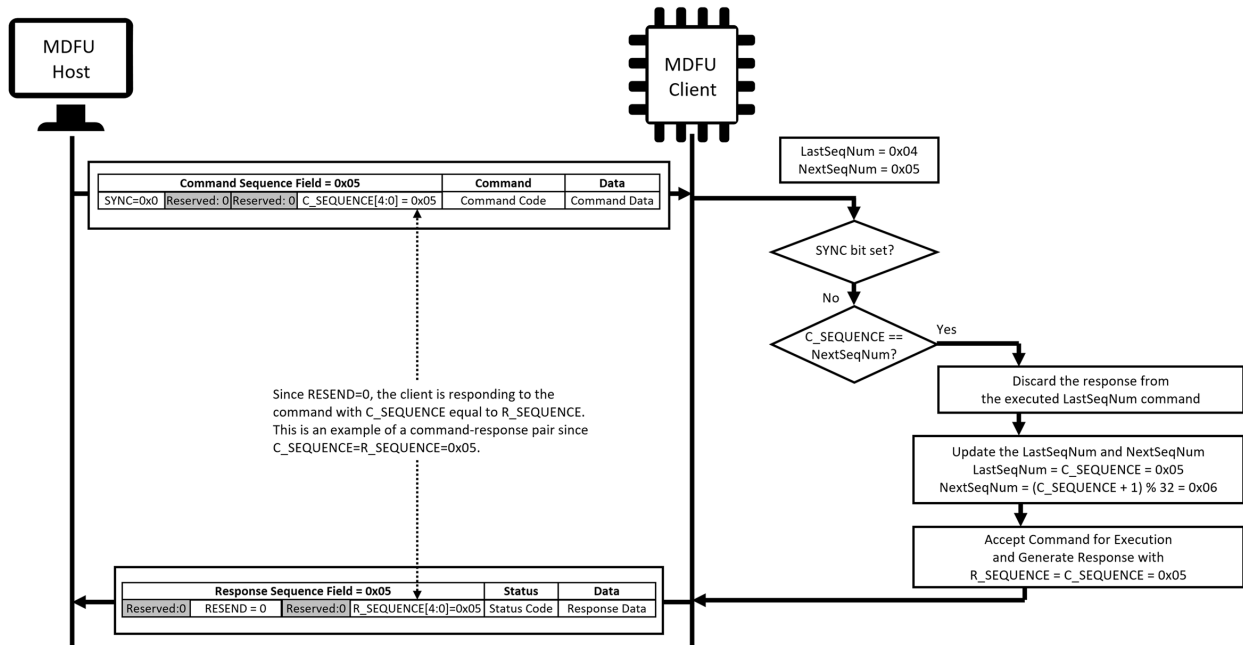 MDFU
Host
MDFU
Client
LastSeqNum = 0x04
NextSeqNum = 0x05
Command Sequence Field = 0x05 Command Data
SYNC=0x0 Reserved: 0 Reserved: 0 C_SEQUENCE[4:0] = 0x05 Command Code Command Data
SYNC bit set?
No
C_SEQUENCE ==
NextSeqNum?
Yes
Discard the response from
the executed LastSeqNum command
Since RESEND=0, the client is responding to the
command with C_SEQUENCE equal to R_SEQUENCE.
This is an example of a command-response pair since
C_SEQUENCE=R_SEQUENCE=0x05.
Update the LastSeqNum and NextSeqNum
LastSeqNum = C_SEQUENCE = 0x05
NextSeqNum = (C_SEQUENCE + 1) % 32 = 0x06
Accept Command for Execution
and Generate Response with
R_SEQUENCE = C_SEQUENCE = 0x05
Response Sequence Field = 0x05 Status Data
Reserved:0 RESEND = 0 Reserved:0 R_SEQUENCE[4:0]=0x05 Status Code Response Data